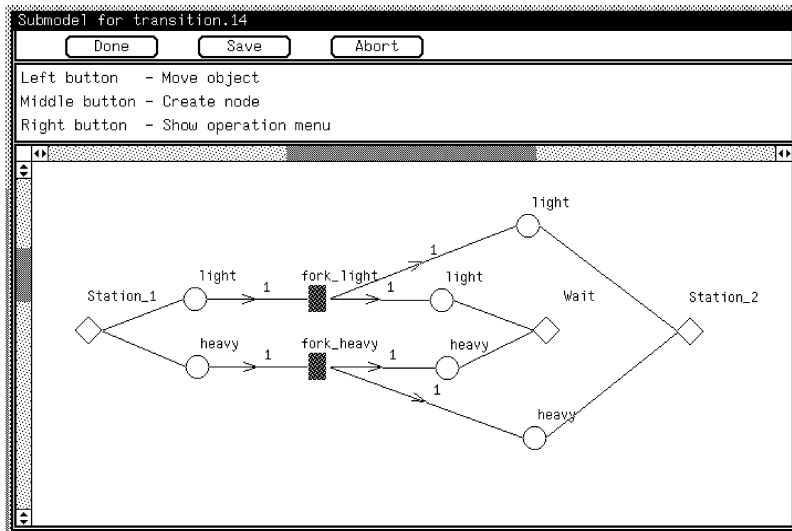 Submodel for transition.14
Done Save Abort
Left button - Move object
Middle button - Create node
Right button - Show operation menu
light
1
light fork_light light
1 1
Station_1 Wait Station_2
heavy fork_heavy heavy
1 1
1
heavy